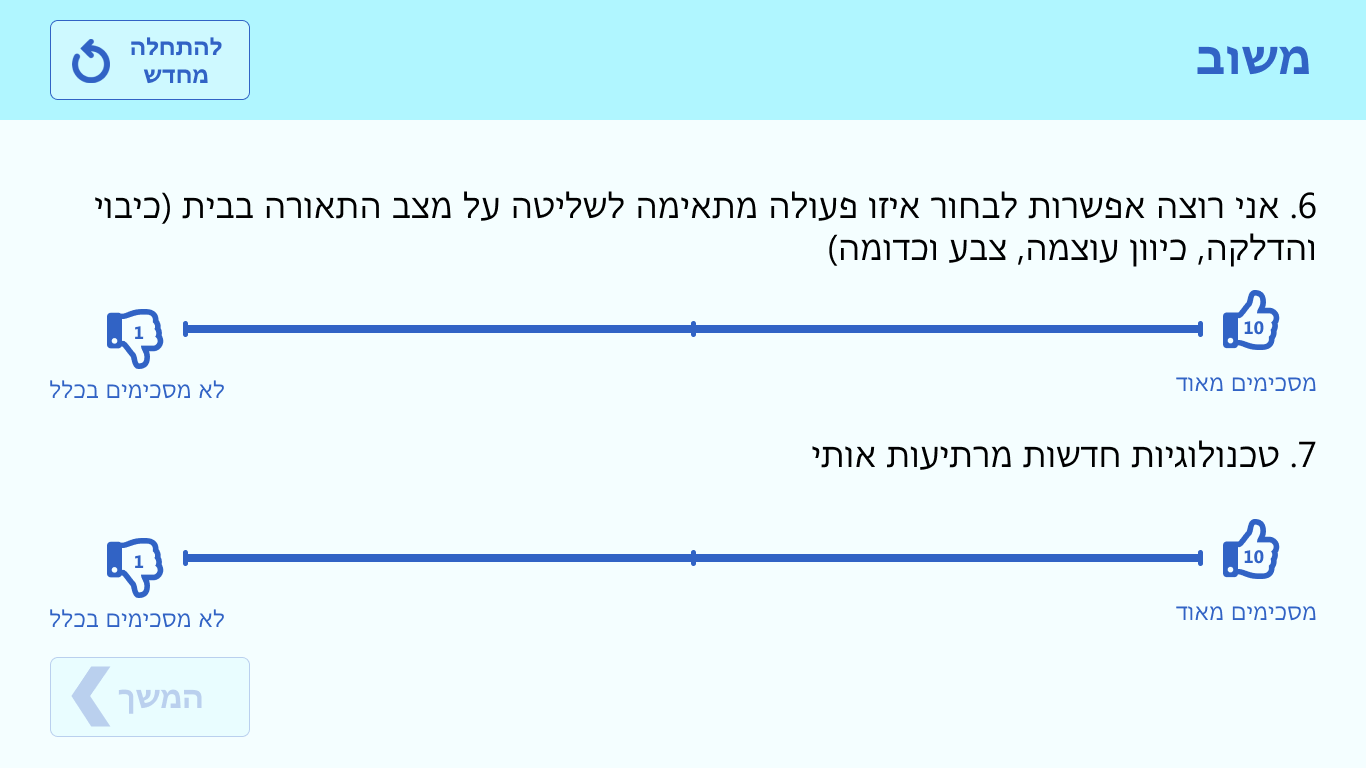 משוב
להתחלה
מחדש
6. אני רוצה אפשרות לבחור איזו פעולה מתאימה לשליטה על מצב התאורה בבית (כיבוי
והדלקה, כיוון עוצמה, צבע וכדומה)
10
1
מסכימים מאוד
לא מסכימים בכלל
7. טכנולוגיות חדשות מרתיעות אותי
10
1
מסכימים מאוד
לא מסכימים בכלל
המשך